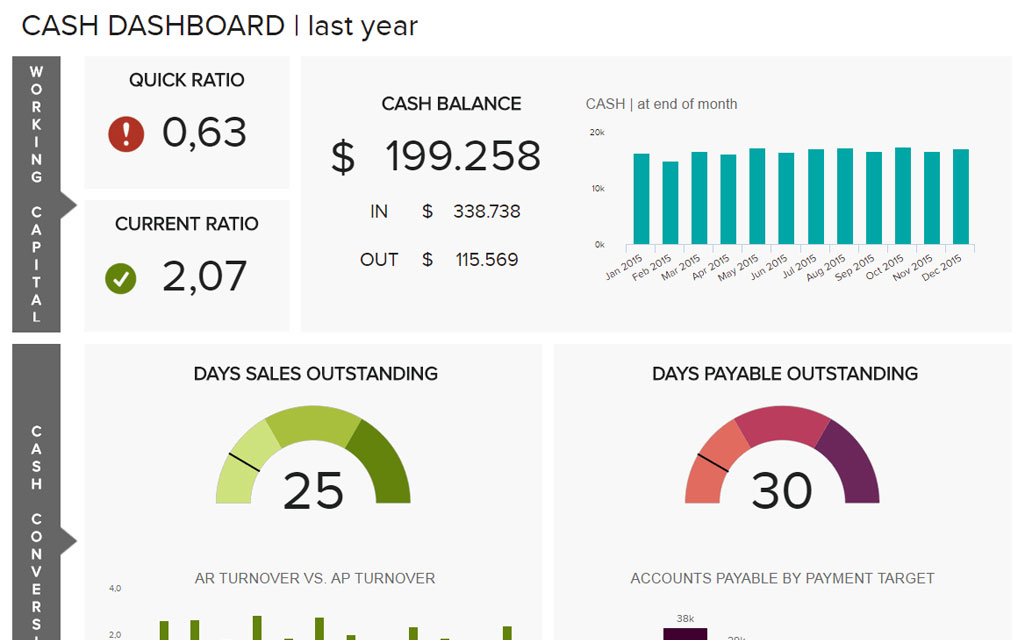 CASH DASHBOARD | last year
WORKING CAPITAL
QUICK RATIO
0,63
CURRENT RATIO
2,07
CASH BALANCE
$ 199.258
IN $ 338.738
OUT $ 115.569
CASH | at end of month
20k
10k
0k
Jan 2015 Feb 2015 Mar 2015 Apr 2015 May 2015 Jun 2015 Jul 2015 Aug 2015 Sep 2015 Oct 2015 Nov 2015 Dec 2015
CASH CONVERSI
DAYS SALES OUTSTANDING
25
AR TURNOVER VS. AP TURNOVER
4,0
2,0
DAYS PAYABLE OUTSTANDING
30
ACCOUNTS PAYABLE BY PAYMENT TARGET
38k